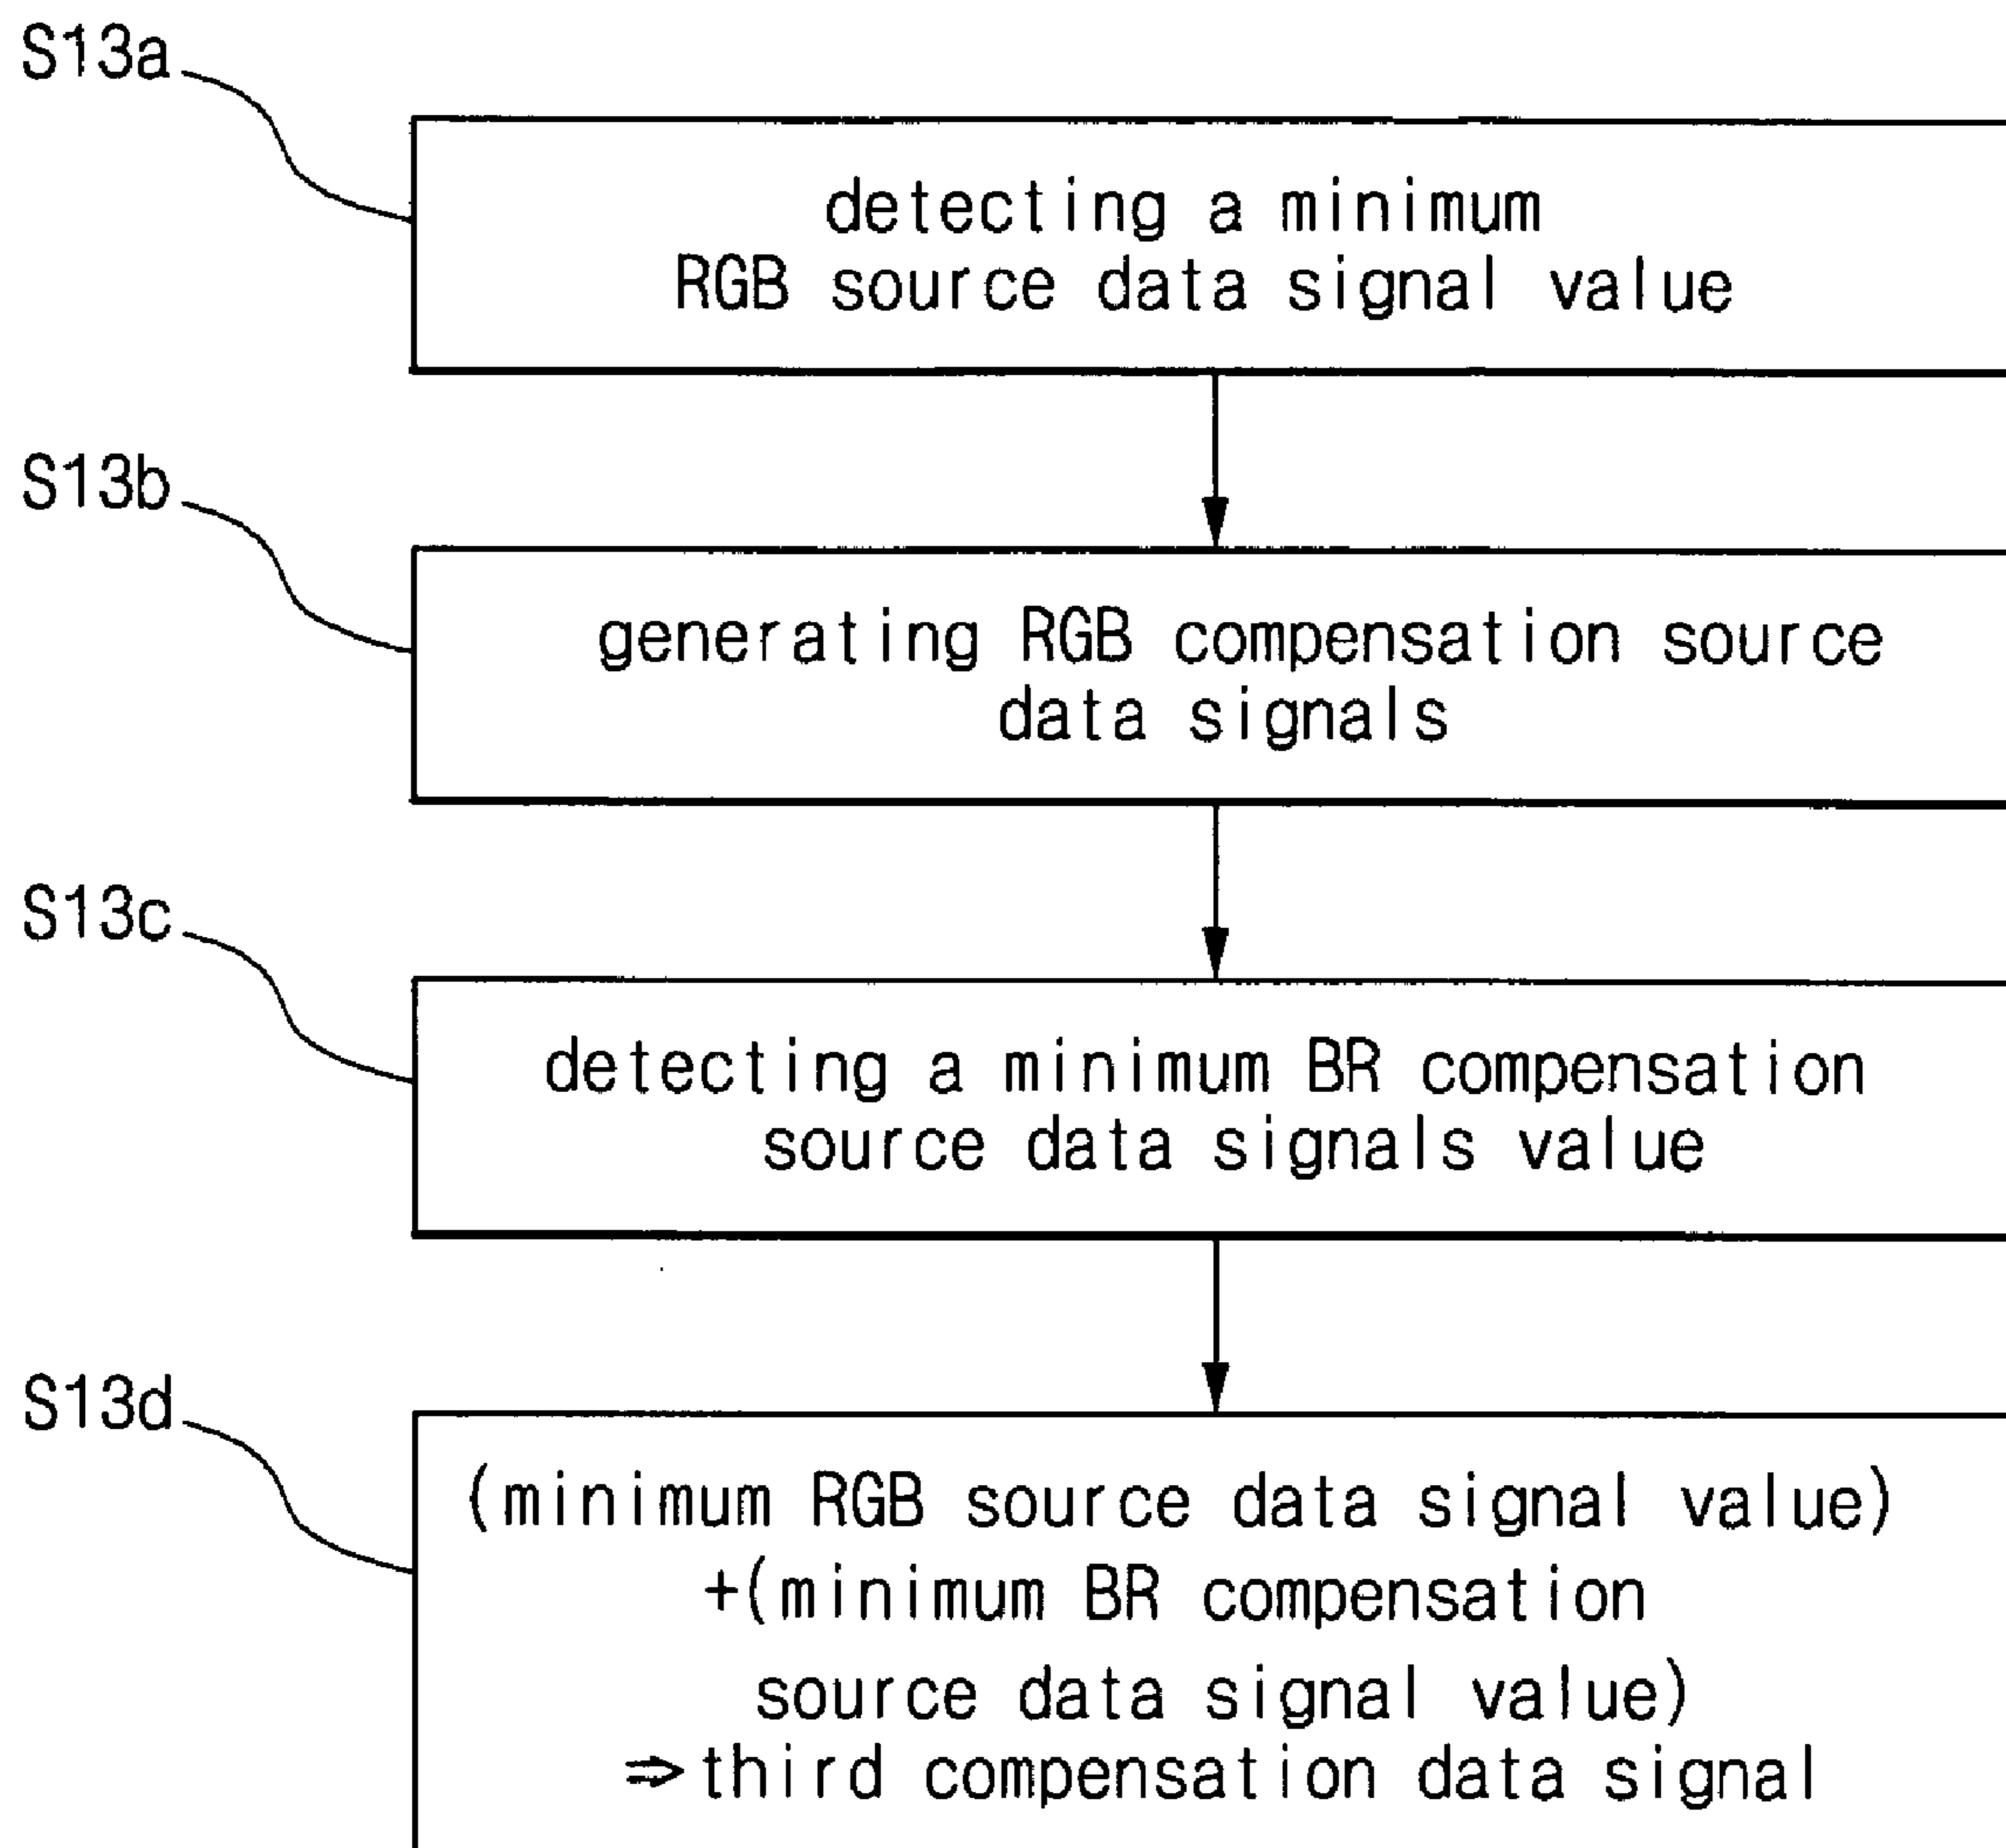 S13a
detecting a minimum
RGB source data signal value
S13b
generating RGB compensation source
data signals
S13c
detecting a minimum BR compensation
source data signals value
S13d
(minimum RGB source data signal value)
+(minimum BR compensation
source data signal value)
⇒third compensation data signal